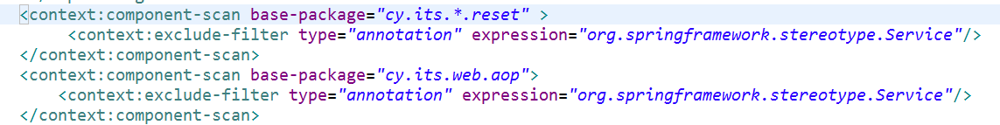 <context:component-scan base-package="cy.its.*.reset" >
<context:exclude-filter type="annotation" expression="org.springframework.stereotype.Service"/>
</context:component-scan>
<context:component-scan base-package="cy.its.web.aop">
<context:exclude-filter type="annotation" expression="org.springframework.stereotype.Service"/>
</context:component-scan>